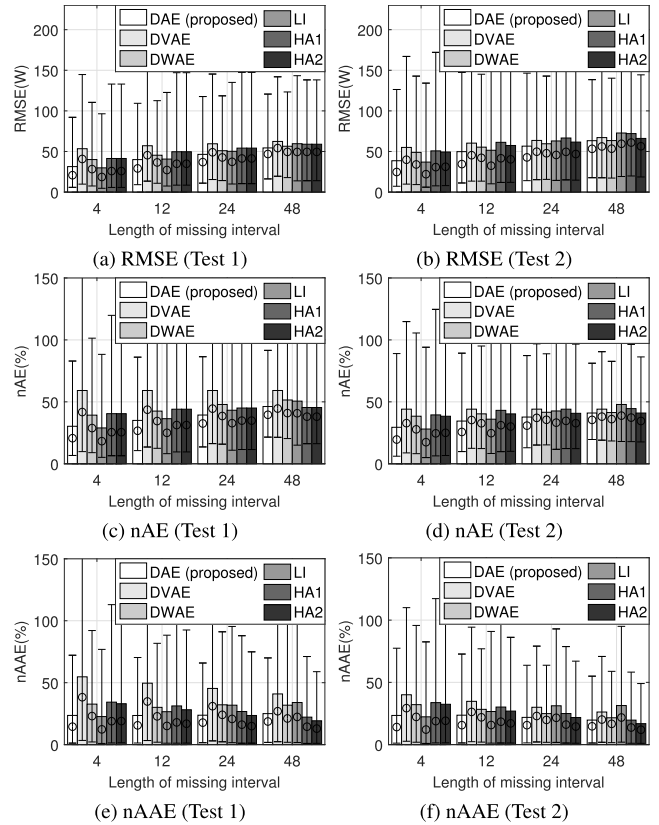 200
150
100
50
0
RMSE(W)
DAE (proposed)
DVAE
DWAE
LI
HA1
HA2
4
12
24
48
Length of missing interval
(a) RMSE (Test 1)
200
150
100
50
0
RMSE(W)
DAE (proposed)
DVAE
DWAE
LI
HA1
HA2
4
12
24
48
Length of missing interval
(b) RMSE (Test 2)
150
100
50
0
nAE(%)
DAE (proposed)
DVAE
DWAE
LI
HA1
HA2
4
12
24
48
Length of missing interval
(c) nAE (Test 1)
150
100
50
0
nAE(%)
DAE (proposed)
DVAE
DWAE
LI
HA1
HA2
4
12
24
48
Length of missing interval
(d) nAE (Test 2)
150
100
50
0
nAAE(%)
DAE (proposed)
DVAE
DWAE
LI
HA1
HA2
4
12
24
48
Length of missing interval
(e) nAAE (Test 1)
150
100
50
0
nAAE(%)
DAE (proposed)
DVAE
DWAE
LI
HA1
HA2
4
12
24
48
Length of missing interval
(f) nAAE (Test 2)